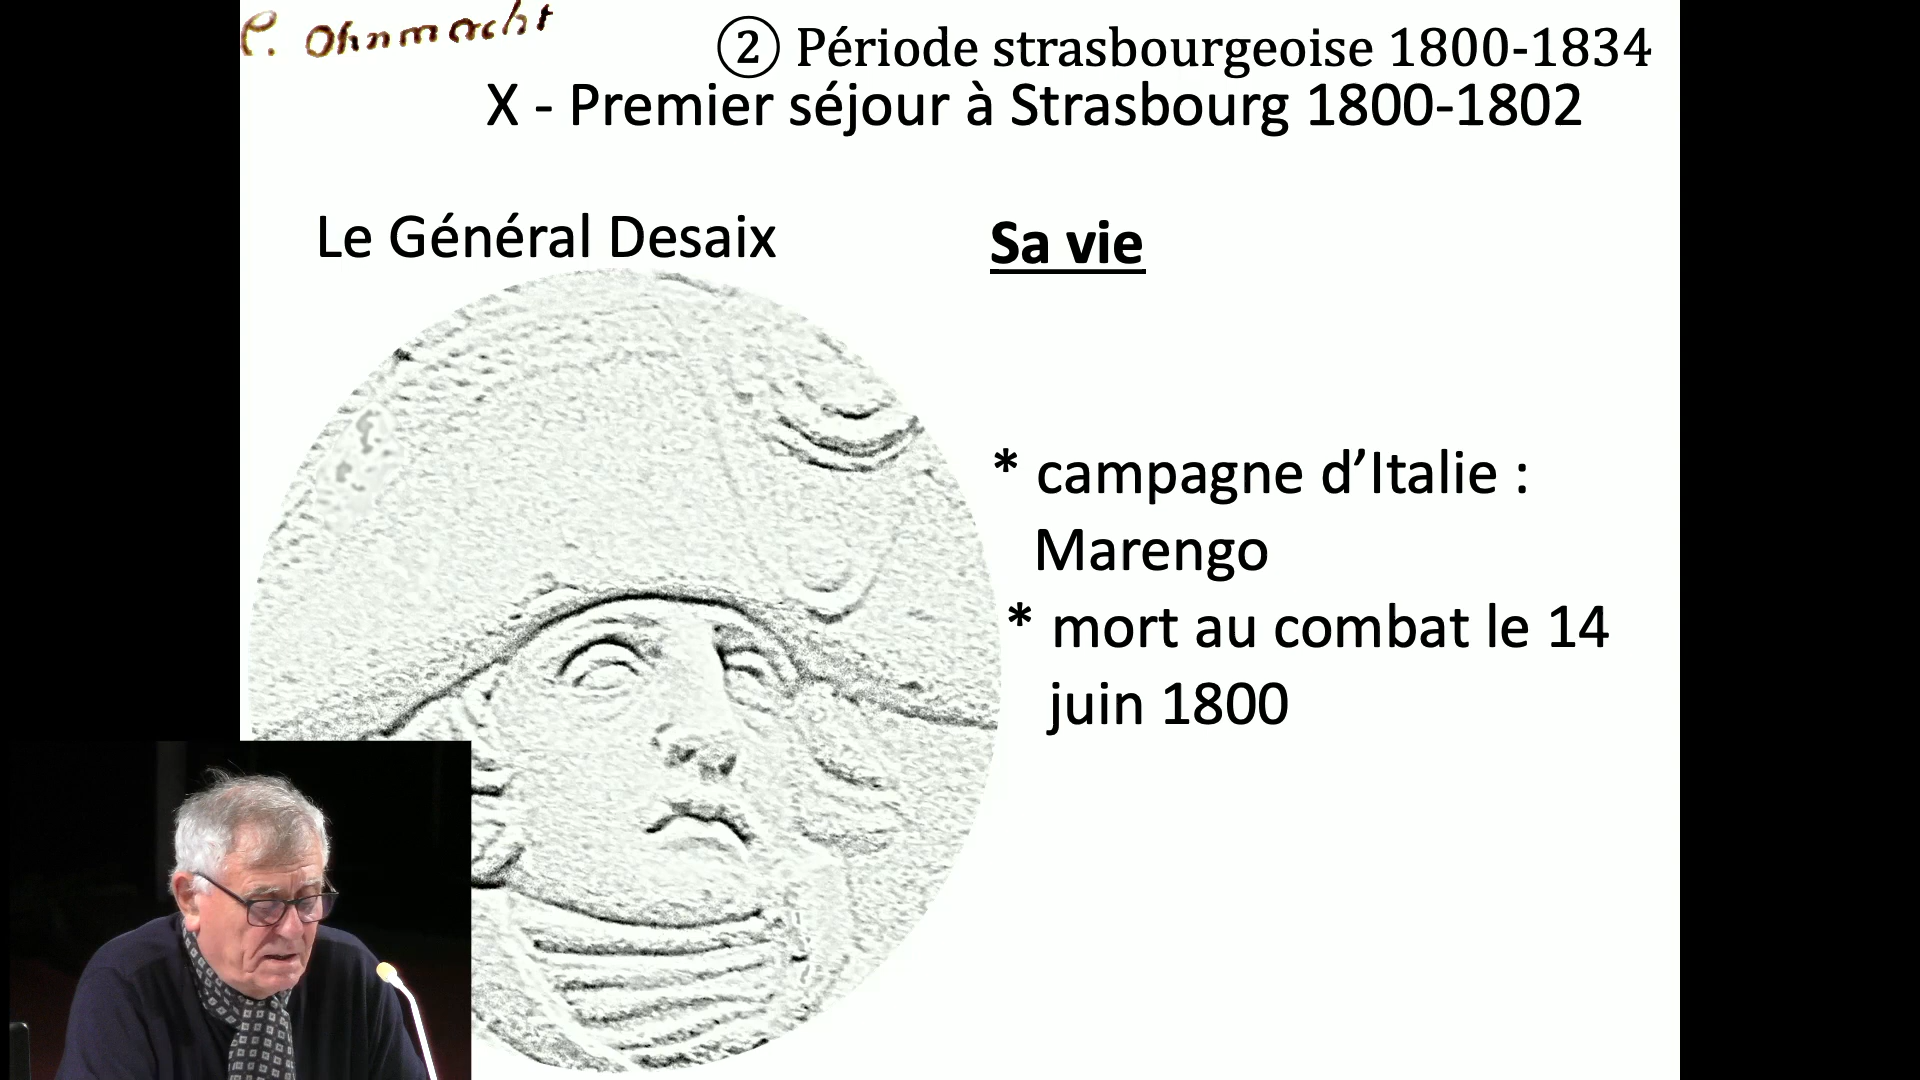 L. Ohnmacht
② Période strasbourgeoise 1800-1834
X - Premier séjour à Strasbourg 1800-1802
Le Général Desaix
Sa vie
* campagne d’Italie :
Marengo
* mort au combat le 14
juin 1800